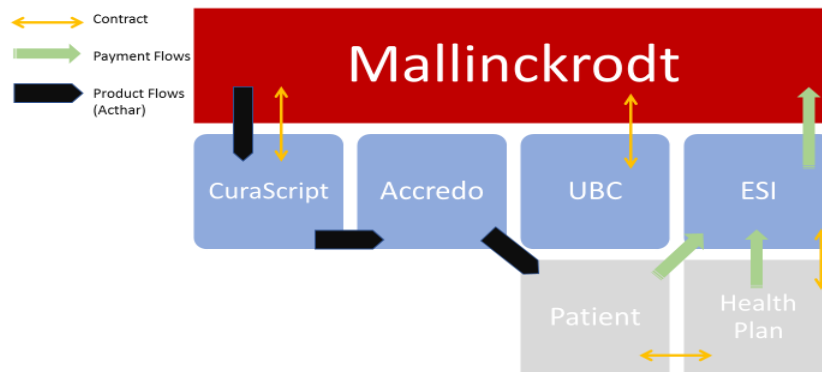 Contract
Payment Flows
Product Flows
(Acthar)
Mallinckrodt
CuraScript
Accredo
UBC
ESI
Patient
Health
Plan